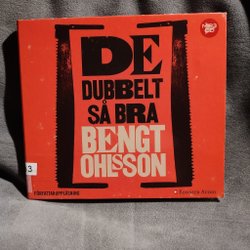 DE
DUBBELT
SÅ BRA
BENGT
OHLSSON
3
FÖRFATTARUPPLÄSNING